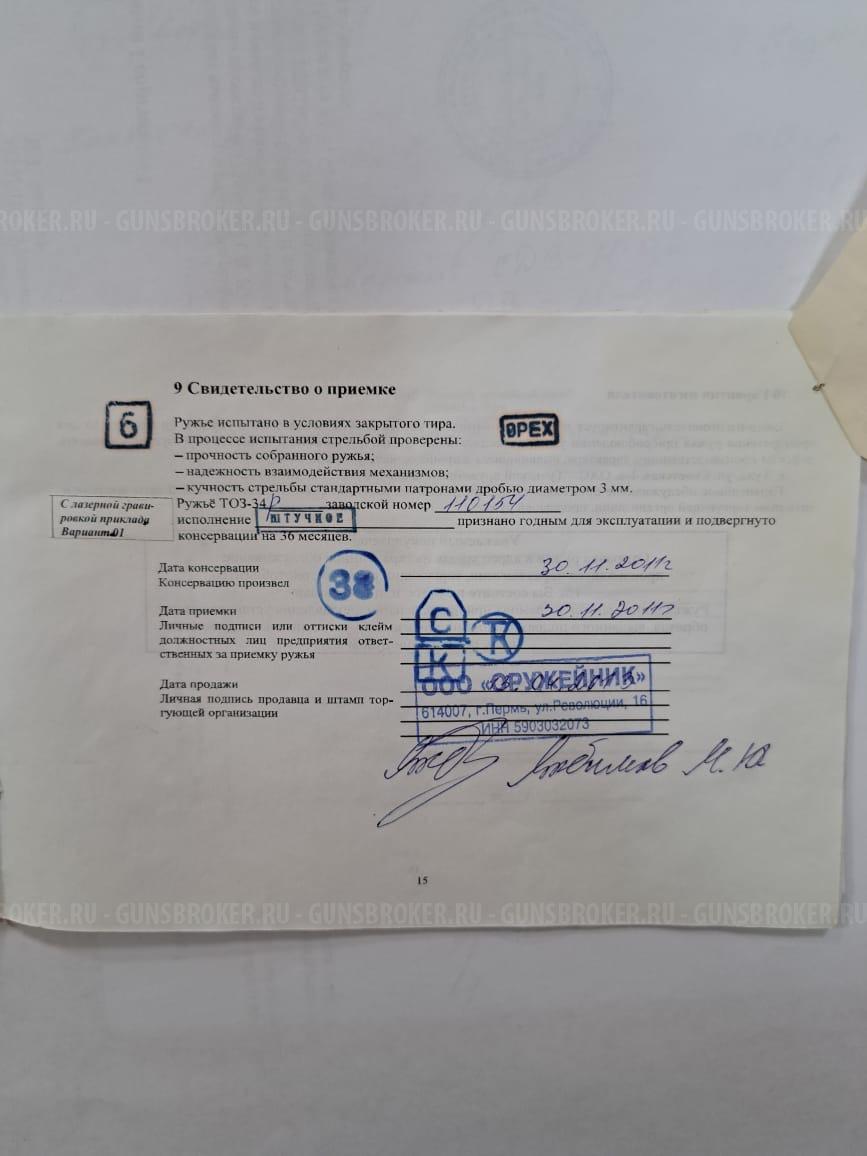 BROKER.RU - GUNSBROKER.RU - GUNSBROKER.RU - GUNSBROKER.RU - GUNSBROKER
9 Свидетельство о приемке
6
Ружье испытано в условиях закрытого тира.
ОРЕХ
В процессе испытания стрельбой проверены:
– прочность собранного ружья;
– надежность взаимодействия механизмов;
– кучность стрельбы стандартными патронами дробью диаметром 3 мм.
С лазерной грави-
ровкой приклада
Вариант 01
Ружьё ТОЗ-34Р заводской номер 110154
исполнение ШТУЧНОЕ признано годным для эксплуатации и подвергнуто
консервации на 36 месяцев.
Дата консервации 30.11.2011г
Консервацию произвел 38
Дата приемки 30.11.2011г
Личные подписи или оттиски клейм
должностных лиц предприятия ответ-
ственных за приемку ружья
С
К
Дата продажи
Личная подпись продавца и штамп тор-
гующей организации
ООО «ОРУЖЕЙНИК»
614007, г.Пермь, ул.Революции, 16
ИНН 5903032073
М.Ю
15
OKER.RU - GUNSBROKER.RU - GUNSBROKER.RU - GUNSBROKER.RU - GUNSBROKER.